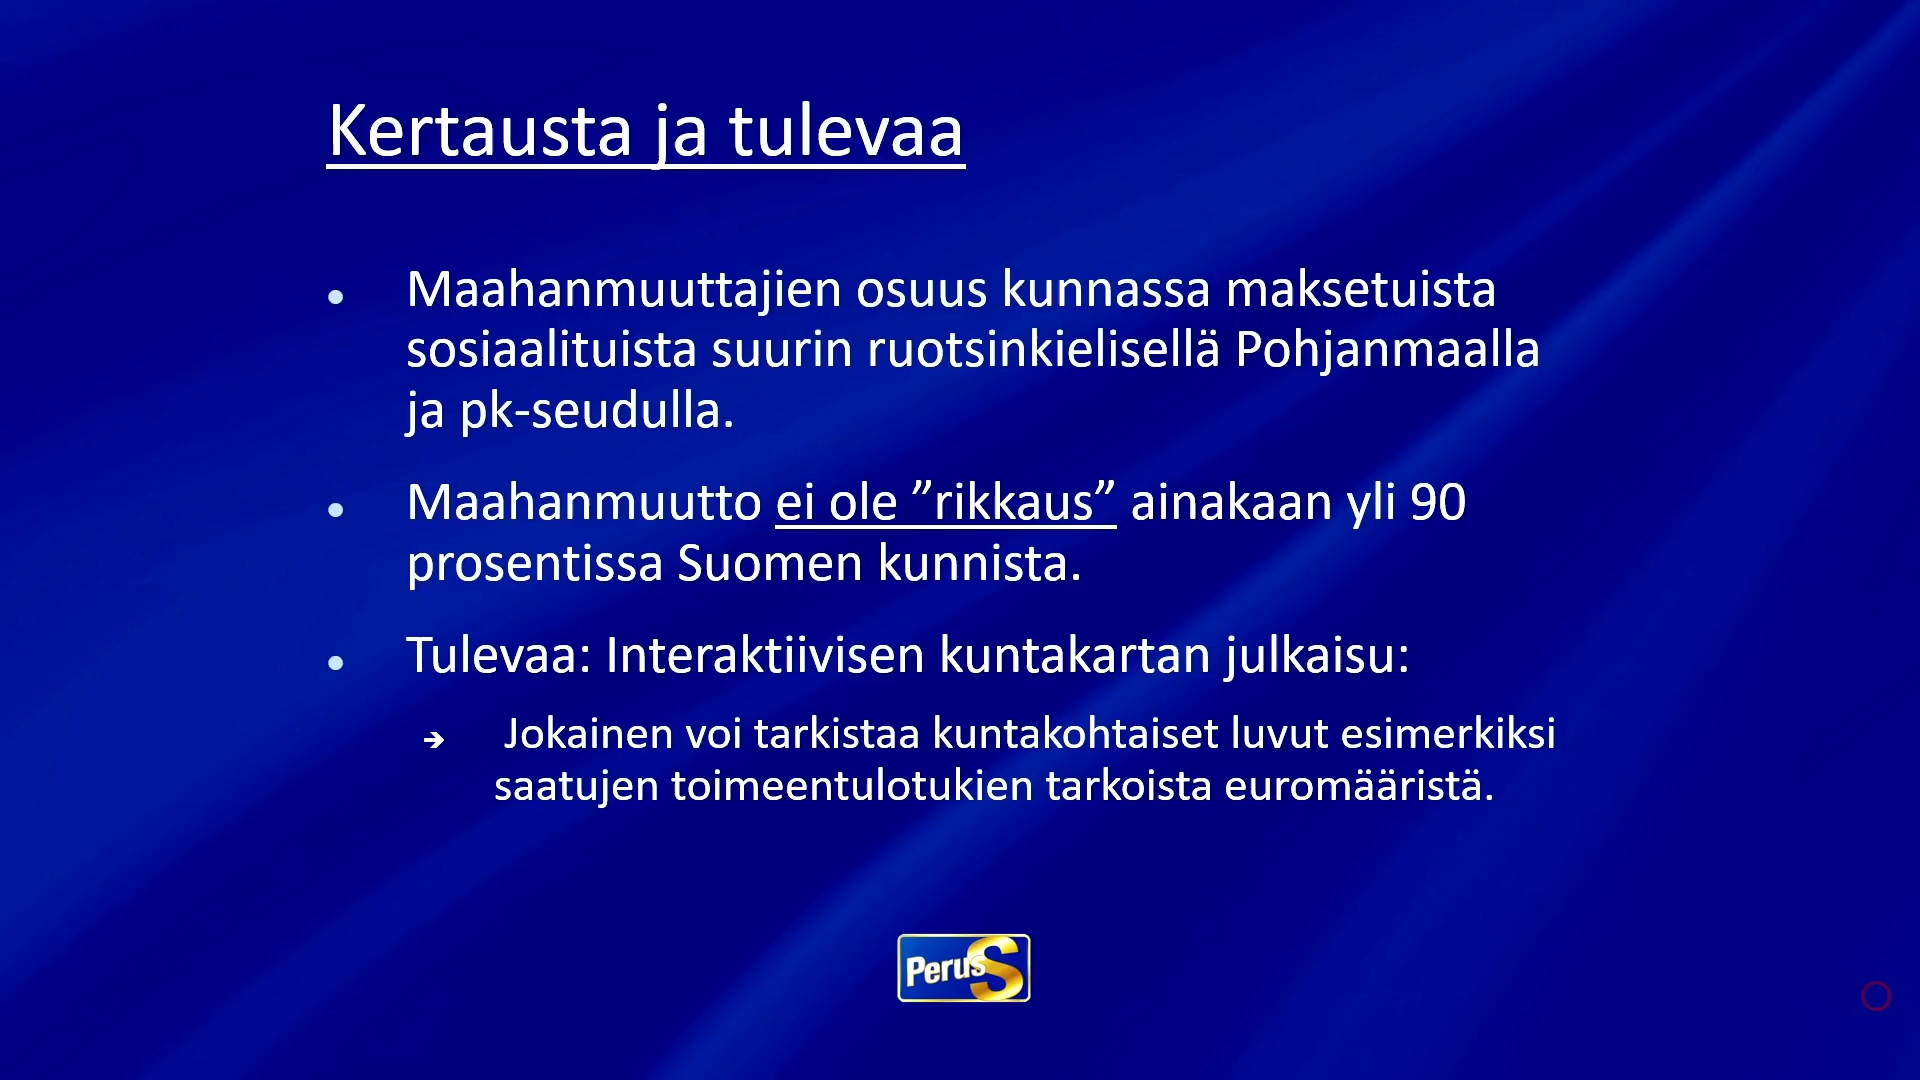 Kertausta ja tulevaa
• Maahanmuuttajien osuus kunnassa maksetuista
sosiaalituista suurin ruotsinkielisellä Pohjanmaalla
ja pk-seudulla.
• Maahanmuutto ei ole ”rikkaus” ainakaan yli 90
prosentissa Suomen kunnista.
• Tulevaa: Interaktiivisen kuntakartan julkaisu:
➔ Jokainen voi tarkistaa kuntakohtaiset luvut esimerkiksi
saatujen toimeentulotukien tarkoista euromääristä.
PerusS